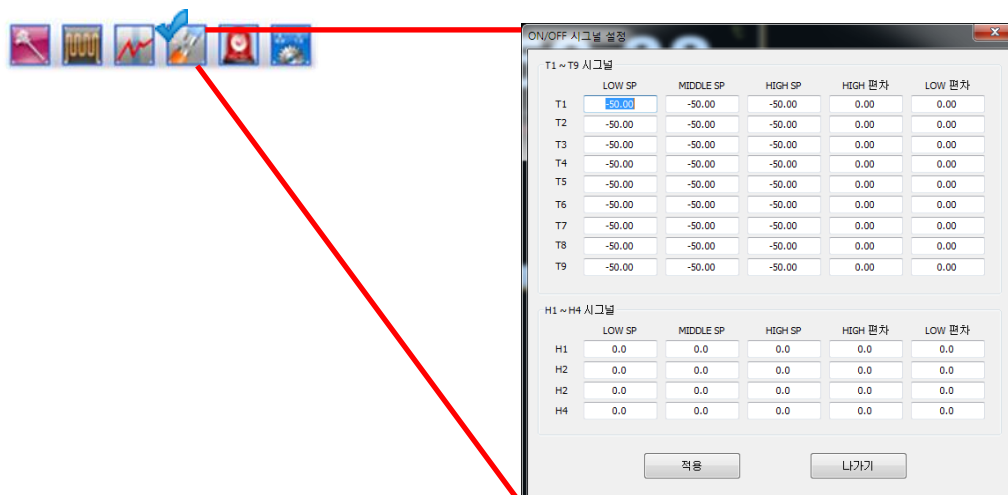 ON/OFF 시그널 설정
T1 ~ T9 시그널
LOW SP MIDDLE SP HIGH SP HIGH 편차 LOW 편차
T1 -50.00 -50.00 -50.00 0.00 0.00
T2 -50.00 -50.00 -50.00 0.00 0.00
T3 -50.00 -50.00 -50.00 0.00 0.00
T4 -50.00 -50.00 -50.00 0.00 0.00
T5 -50.00 -50.00 -50.00 0.00 0.00
T6 -50.00 -50.00 -50.00 0.00 0.00
T7 -50.00 -50.00 -50.00 0.00 0.00
T8 -50.00 -50.00 -50.00 0.00 0.00
T9 -50.00 -50.00 -50.00 0.00 0.00
H1 ~ H4 시그널
LOW SP MIDDLE SP HIGH SP HIGH 편차 LOW 편차
H1 0.0 0.0 0.0 0.0 0.0
H2 0.0 0.0 0.0 0.0 0.0
H2 0.0 0.0 0.0 0.0 0.0
H4 0.0 0.0 0.0 0.0 0.0
적용 나가기